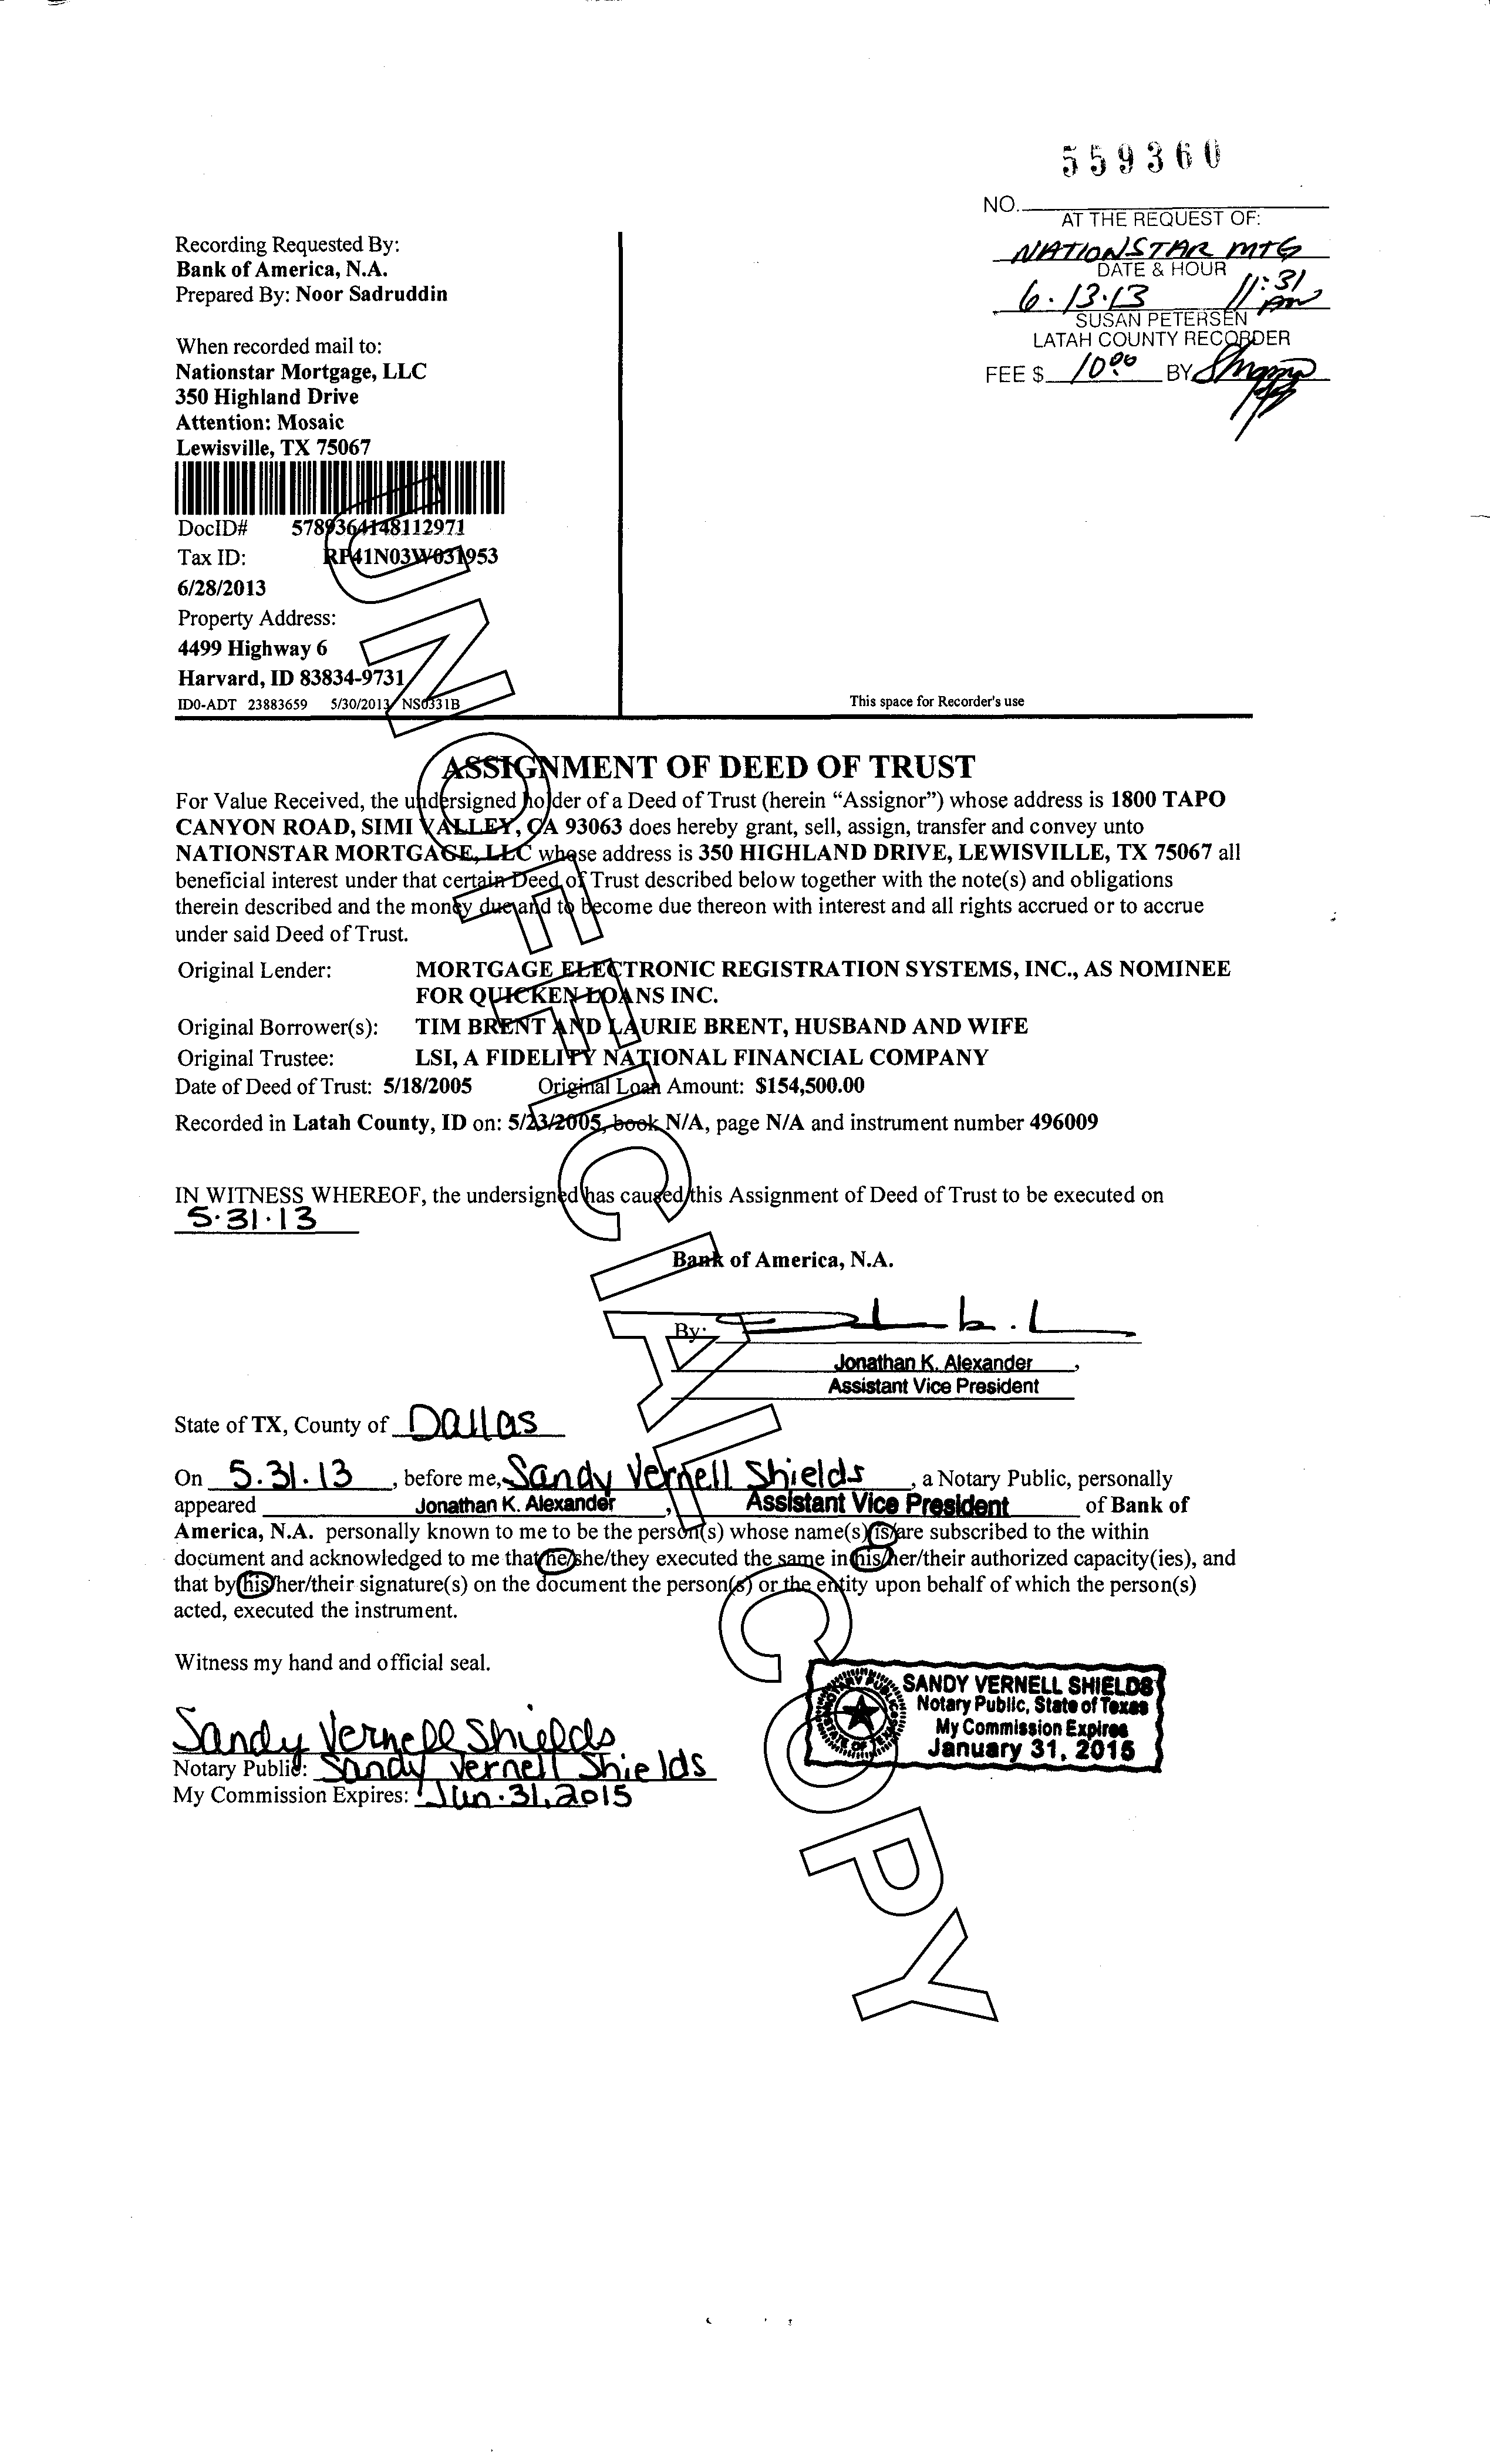 559360
NO.
AT THE REQUEST OF:
NATIONSTAR MTG
DATE & HOUR
6.13.13 11:31 Am
SUSAN PETERSEN
LATAH COUNTY RECORDER
FEE $ 10.00 BY
Recording Requested By:
Bank of America, N.A.
Prepared By: Noor Sadruddin
When recorded mail to:
Nationstar Mortgage, LLC
350 Highland Drive
Attention: Mosaic
Lewisville, TX 75067
DocID# 5789364148112971
Tax ID: RP41N03W031953
6/28/2013
Property Address:
4499 Highway 6
Harvard, ID 83834-9731
ID0-ADT 23883659 5/30/2013 NS0331B
This space for Recorder's use
ASSIGNMENT OF DEED OF TRUST
For Value Received, the undersigned holder of a Deed of Trust (herein “Assignor”) whose address is 1800 TAPO
CANYON ROAD, SIMI VALLEY, CA 93063 does hereby grant, sell, assign, transfer and convey unto
NATIONSTAR MORTGAGE, LLC whose address is 350 HIGHLAND DRIVE, LEWISVILLE, TX 75067 all
beneficial interest under that certain Deed of Trust described below together with the note(s) and obligations
therein described and the money due and to become due thereon with interest and all rights accrued or to accrue
under said Deed of Trust.
Original Lender: MORTGAGE ELECTRONIC REGISTRATION SYSTEMS, INC., AS NOMINEE
FOR QUICKEN LOANS INC.
Original Borrower(s): TIM BRENT AND LAURIE BRENT, HUSBAND AND WIFE
Original Trustee: LSI, A FIDELITY NATIONAL FINANCIAL COMPANY
Date of Deed of Trust: 5/18/2005 Original Loan Amount: $154,500.00
Recorded in Latah County, ID on: 5/23/2005, book N/A, page N/A and instrument number 496009
IN WITNESS WHEREOF, the undersigned has caused this Assignment of Deed of Trust to be executed on
5.31.13
Bank of America, N.A.
By:
Jonathan K. Alexander ,
Assistant Vice President
State of TX, County of Dallas
On 5.31.13 , before me, Sandy Vernell Shields , a Notary Public, personally
appeared Jonathan K. Alexander , Assistant Vice President of Bank of
America, N.A. personally known to me to be the person(s) whose name(s) is/are subscribed to the within
document and acknowledged to me that he/she/they executed the same in his/her/their authorized capacity(ies), and
that by his/her/their signature(s) on the document the person(s) or the entity upon behalf of which the person(s)
acted, executed the instrument.
Witness my hand and official seal.
Sandy Vernell Shields
Notary Public: Sandy Vernell Shields
My Commission Expires: Jan.31,2015
SANDY VERNELL SHIELDS
Notary Public, State of Texas
My Commission Expires
January 31, 2015
NOTARY PUBLIC
STATE OF TEXAS
UNOFFICIAL COPY